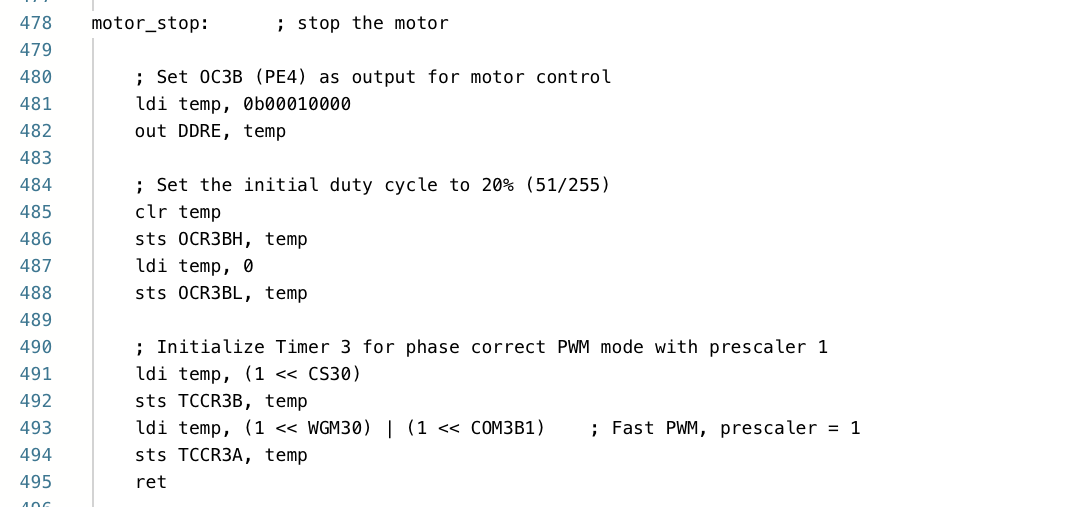 478 motor_stop: ; stop the motor
479
480 ; Set OC3B (PE4) as output for motor control
481 ldi temp, 0b00010000
482 out DDRE, temp
483
484 ; Set the initial duty cycle to 20% (51/255)
485 clr temp
486 sts OCR3BH, temp
487 ldi temp, 0
488 sts OCR3BL, temp
489
490 ; Initialize Timer 3 for phase correct PWM mode with prescaler 1
491 ldi temp, (1 << CS30)
492 sts TCCR3B, temp
493 ldi temp, (1 << WGM30) | (1 << COM3B1) ; Fast PWM, prescaler = 1
494 sts TCCR3A, temp
495 ret